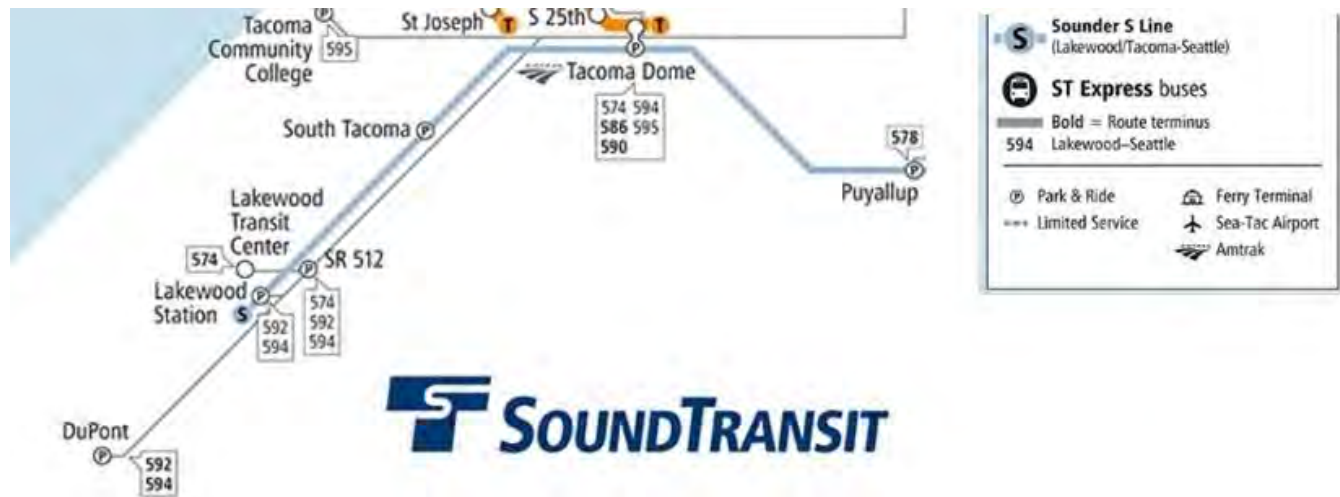 St Joseph
T
S 25th
T
Tacoma
Community
College
595
P
P
Tacoma Dome
574 594
586 595
590
South Tacoma P
578
P
Puyallup
Lakewood
Transit
Center
574
P
SR 512
574
592
594
Lakewood
Station
P
S
592
594
DuPont
P
592
594
ST SOUNDTRANSIT
S
Sounder S Line
(Lakewood/Tacoma-Seattle)
ST Express buses
Bold = Route terminus
594 Lakewood–Seattle
P Park & Ride
Limited Service
Ferry Terminal
Sea-Tac Airport
Amtrak